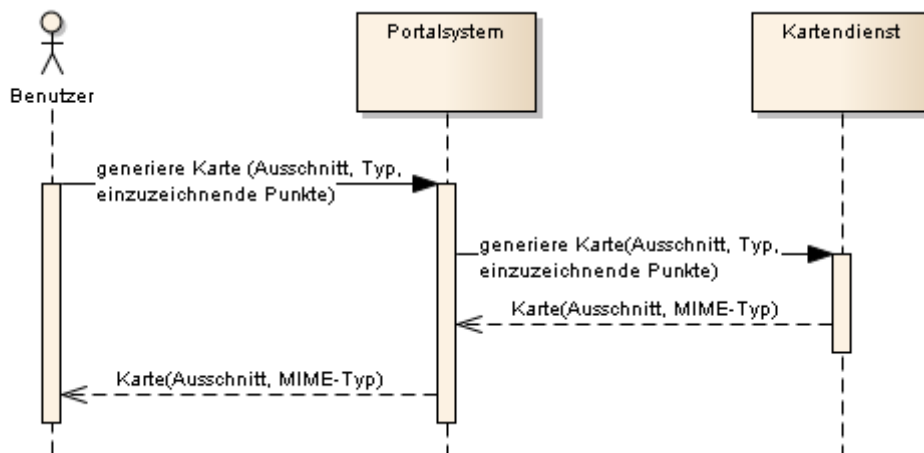 Portalsystem
Kartendienst
Benutzer
generiere Karte (Ausschnitt, Typ,
einzuzeichnende Punkte)
generiere Karte(Ausschnitt, Typ,
einzuzeichnende Punkte)
Karte(Ausschnitt, MIME-Typ)
Karte(Ausschnitt, MIME-Typ)